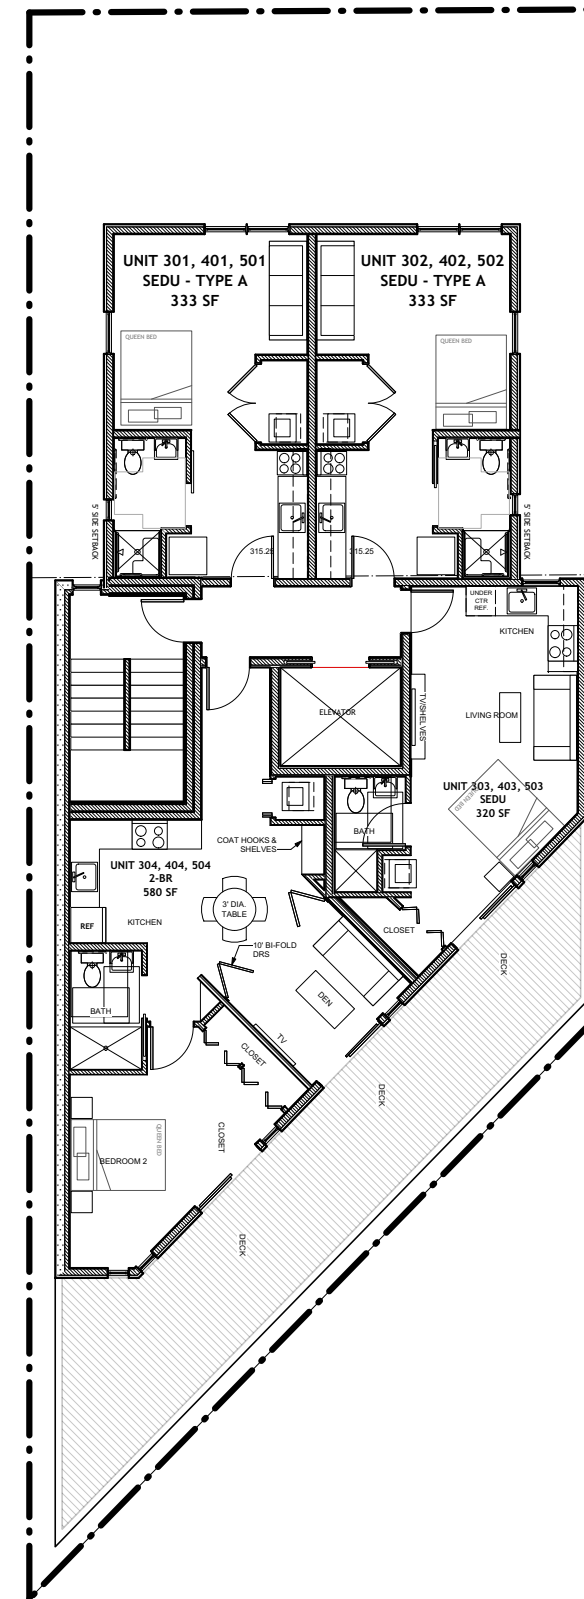 UNIT 301, 401, 501
SEDU - TYPE A
333 SF
UNIT 302, 402, 502
SEDU - TYPE A
333 SF
QUEEN BED
QUEEN BED
5' SIDE SETBACK
5' SIDE SETBACK
315.25
315.25
UNDER
CTR
REF.
KITCHEN
ELEVATOR
TV/SHELVES
LIVING ROOM
UNIT 303, 403, 503
SEDU
320 SF
QUEEN BED
BATH
COAT HOOKS &
SHELVES
UNIT 304, 404, 504
2-BR
580 SF
3' DIA.
TABLE
REF
KITCHEN
CLOSET
10' BI-FOLD
DRS
DECK
DEN
BATH
TV
CLOSET
DECK
CLOSET
QUEEN BED
BEDROOM 2
DECK